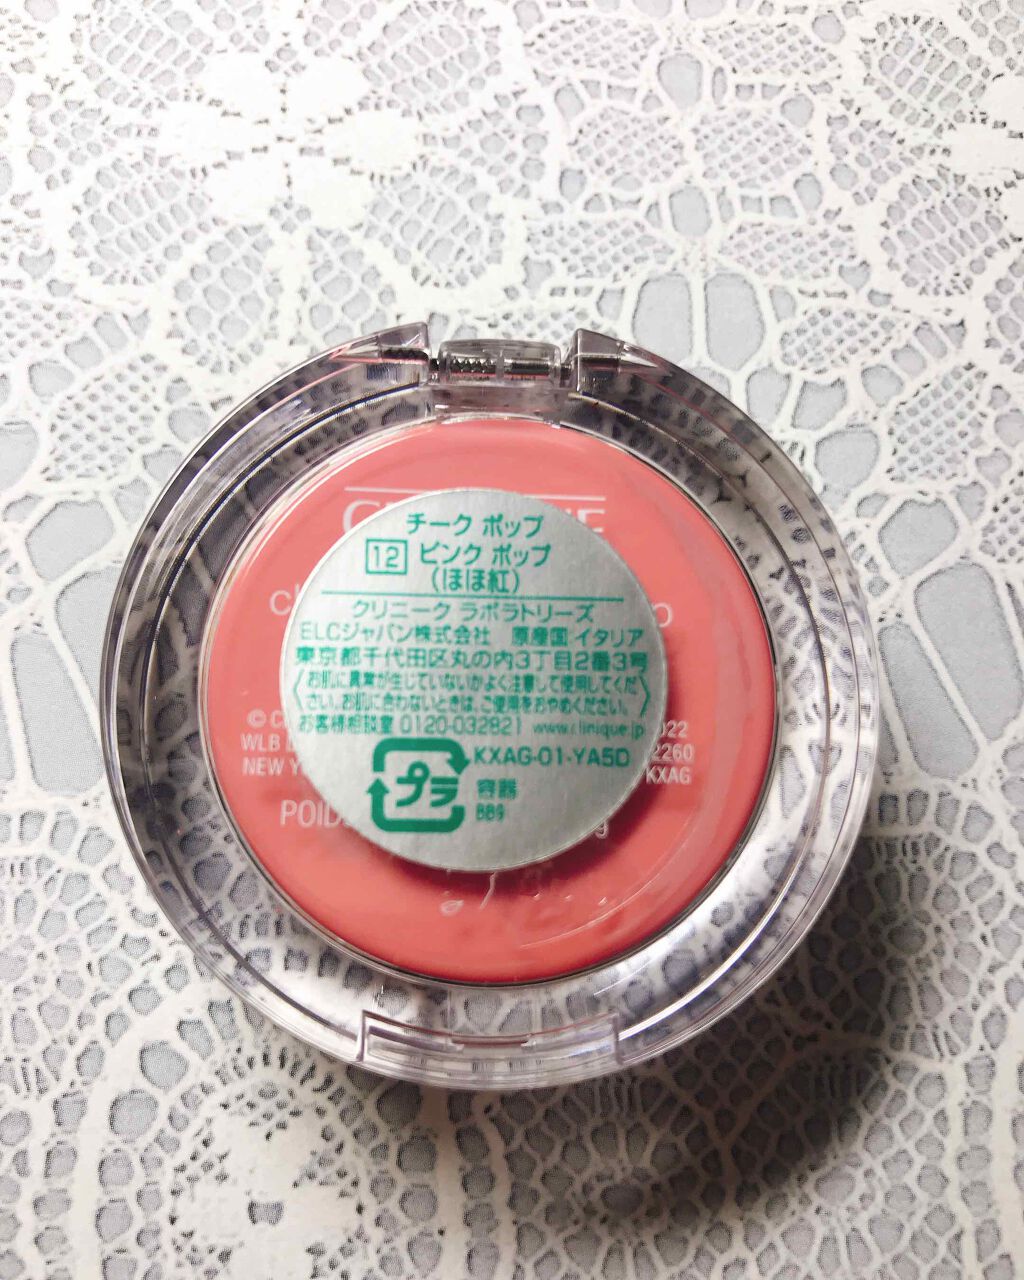 チーク ポップ
12 ピンク ポップ
(ほほ紅)
クリニーク ラボラトリーズ
ELCジャパン株式会社 原産国 イタリア
東京都千代田区丸の内3丁目2番3号
〈お肌に異常が生じていないかよく注意して使用してくだ
さい。お肌に合わないときは、ご使用をおやめください。〉
お客様相談室 0120-032821 www.clinique.jp
KXAG-01-YA5D
プラ 容器
BB9
WLB
NEW
KXAG